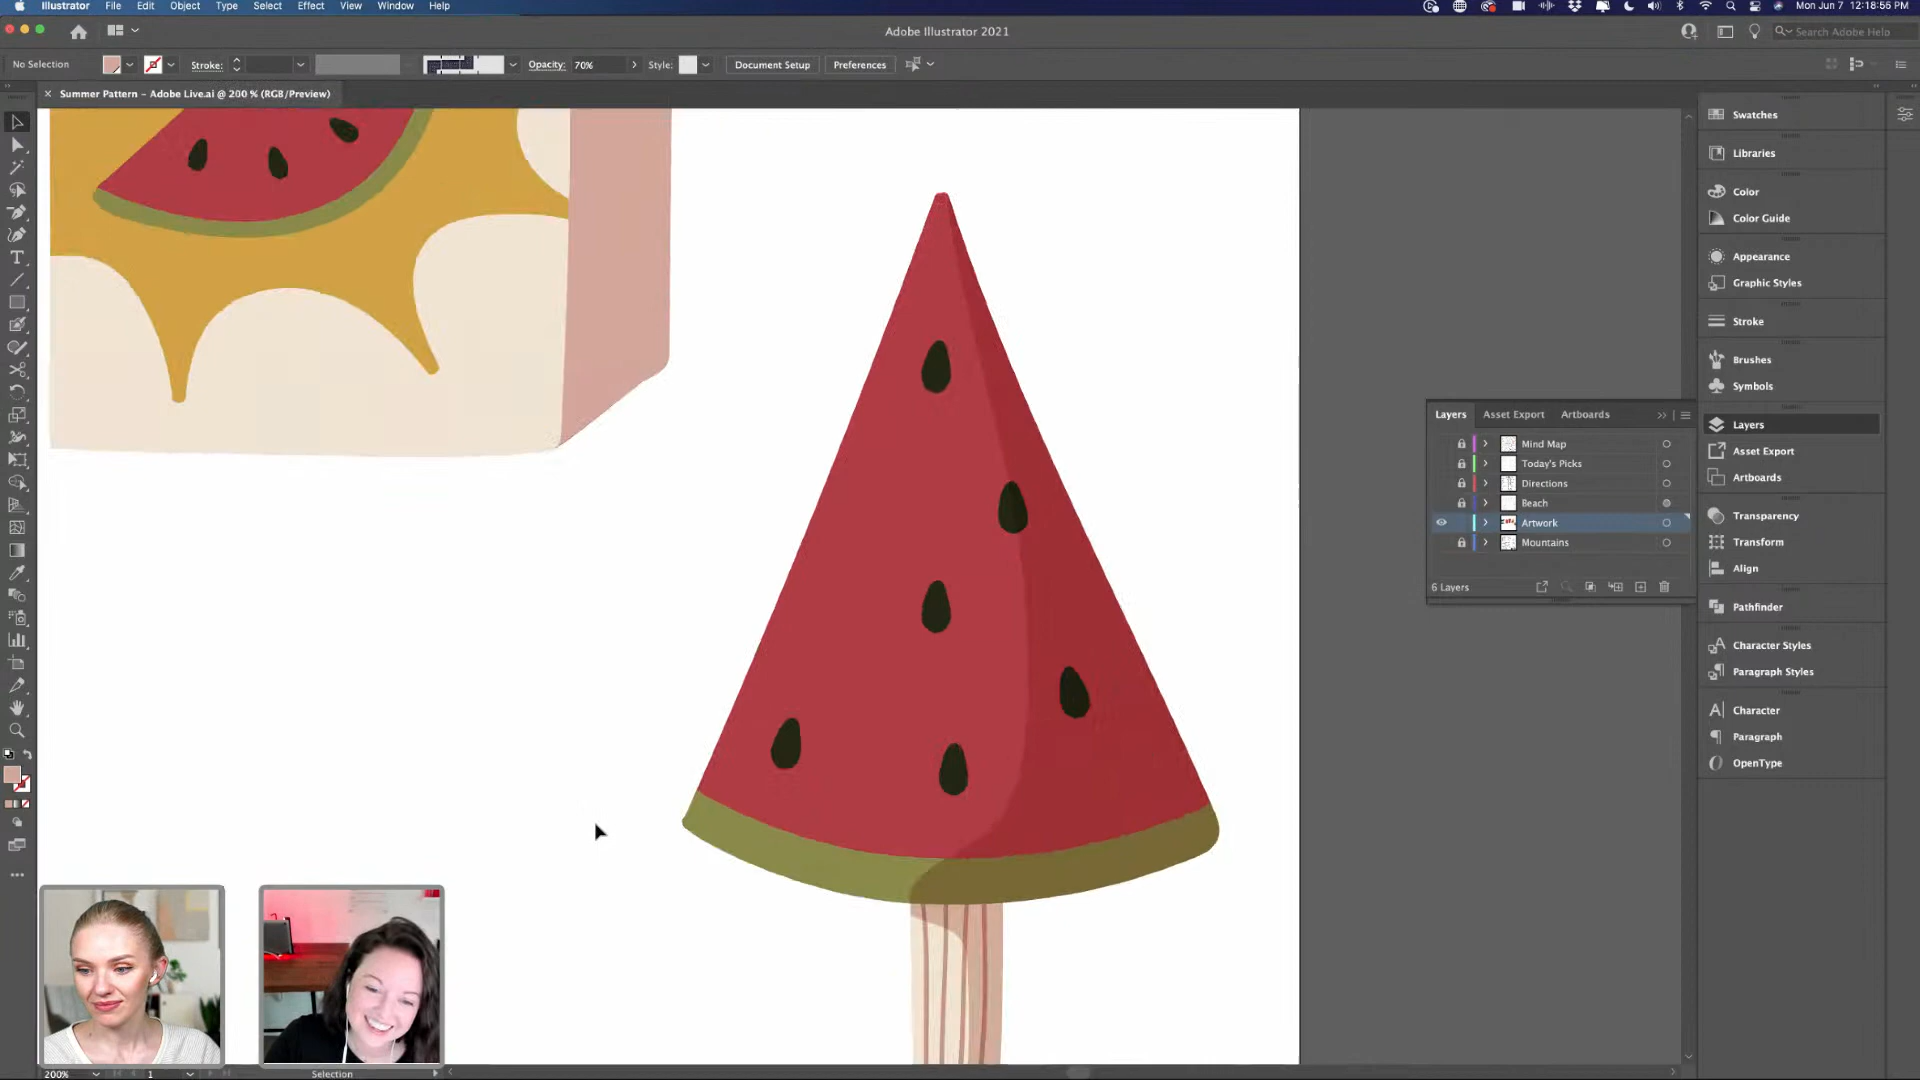 Illustrator File Edit Object Type Select Effect View Window Help
Mon Jun 7 12:18:56 PM
Adobe Illustrator 2021
Search Adobe Help
No Selection Stroke: Opacity: 70% Style: Document Setup Preferences
× Summer Pattern – Adobe Live.ai @ 200 % (RGB/Preview)
Swatches
Libraries
Color
Color Guide
Appearance
Graphic Styles
Stroke
Brushes
Symbols
Layers
Asset Export
Artboards
Transparency
Transform
Align
Pathfinder
Character Styles
Paragraph Styles
Character
Paragraph
OpenType
Layers Asset Export Artboards
Mind Map
Today's Picks
Directions
Beach
Artwork
Mountains
6 Layers
200% 1 Selection